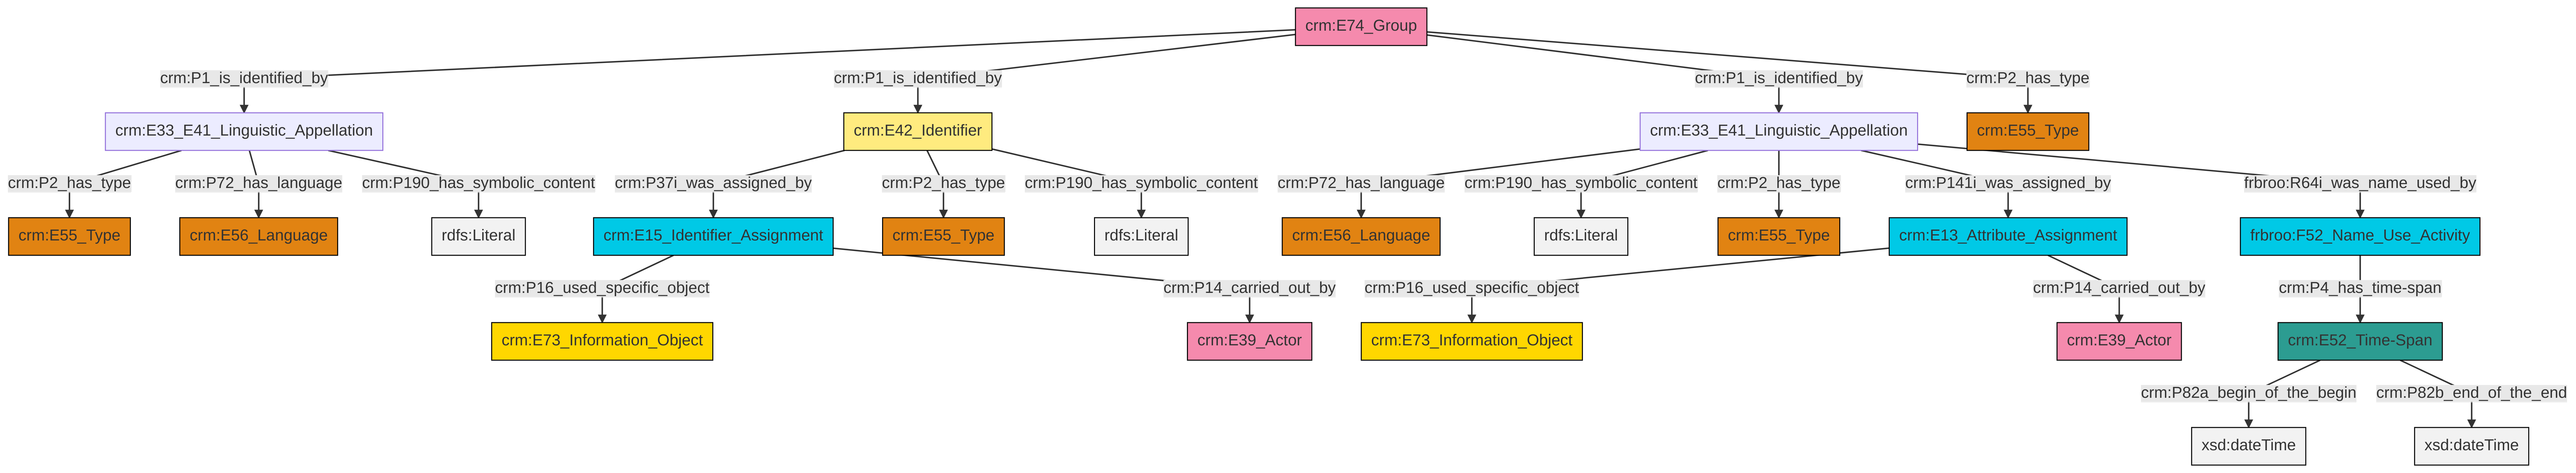 crm:E74_Group
crm:P1_is_identified_by
crm:P1_is_identified_by
crm:P1_is_identified_by
crm:P2_has_type
crm:E33_E41_Linguistic_Appellation
crm:E42_Identifier
crm:E33_E41_Linguistic_Appellation
crm:E55_Type
crm:P2_has_type
crm:P72_has_language
crm:P190_has_symbolic_content
crm:P37i_was_assigned_by
crm:P2_has_type
crm:P190_has_symbolic_content
crm:P72_has_language
crm:P190_has_symbolic_content
crm:P2_has_type
crm:P141i_was_assigned_by
frbroo:R64i_was_name_used_by
crm:E55_Type
crm:E56_Language
rdfs:Literal
crm:E15_Identifier_Assignment
crm:E55_Type
rdfs:Literal
crm:E56_Language
rdfs:Literal
crm:E55_Type
crm:E13_Attribute_Assignment
frbroo:F52_Name_Use_Activity
crm:P16_used_specific_object
crm:P14_carried_out_by
crm:P16_used_specific_object
crm:P14_carried_out_by
crm:P4_has_time-span
crm:E73_Information_Object
crm:E39_Actor
crm:E73_Information_Object
crm:E39_Actor
crm:E52_Time-Span
crm:P82a_begin_of_the_begin
crm:P82b_end_of_the_end
xsd:dateTime
xsd:dateTime